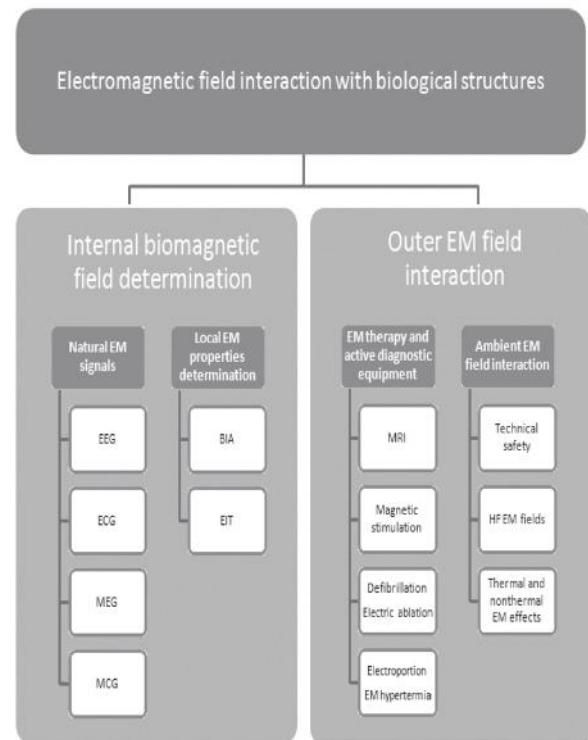 Electromagnetic field interaction with biological structures
Internal biomagnetic
field determination
Natural EM
signals
EEG
ECG
MEG
MCG
Local EM
properties
determination
BIA
EIT
Outer EM field
interaction
EM therapy and
active diagnostic
equipment
MRI
Magnetic
stimulation
Defibrillation
Electric ablation
Electroportion
EM hypertermia
Ambient EM
field interaction
Technical
safety
HF EM fields
Thermal and
nonthermal
EM effects